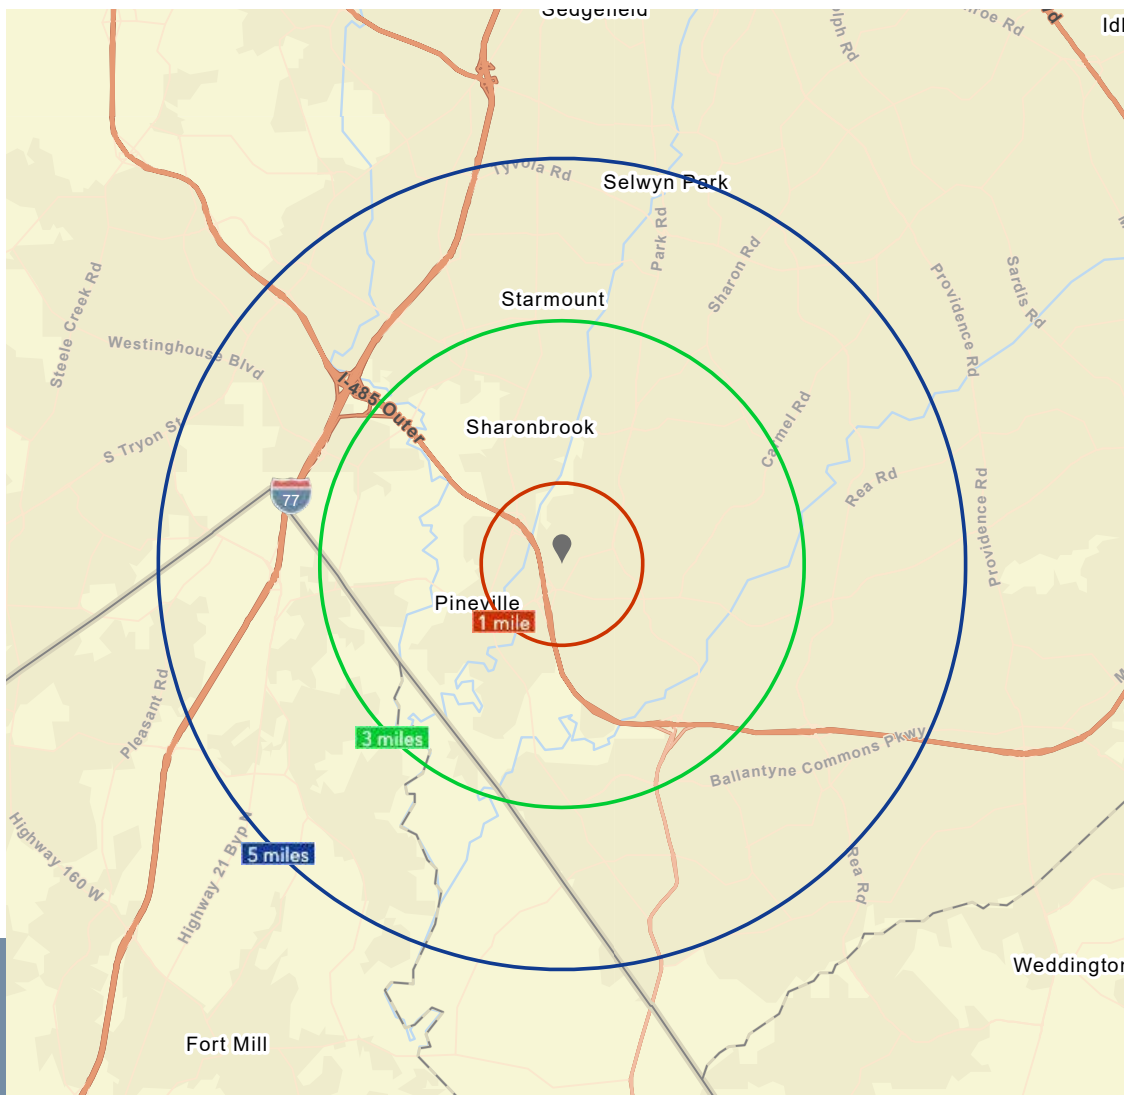 Sedgefield
Idl
Tyvola Rd
Selwyn Park
Park Rd
Sharon Rd
Providence Rd
Sardis Rd
Steele Creek Rd
Starmount
Westinghouse Blvd
I-485 Outer
S Tryon St
Sharonbrook
Carmel Rd
Rea Rd
77
Providence Rd
Pineville
1 mile
Pleasant Rd
3 miles
Ballantyne Commons Pkwy
Highway 160 W
Highway 21 Byp N
5 miles
Rea Rd
Weddington
Fort Mill